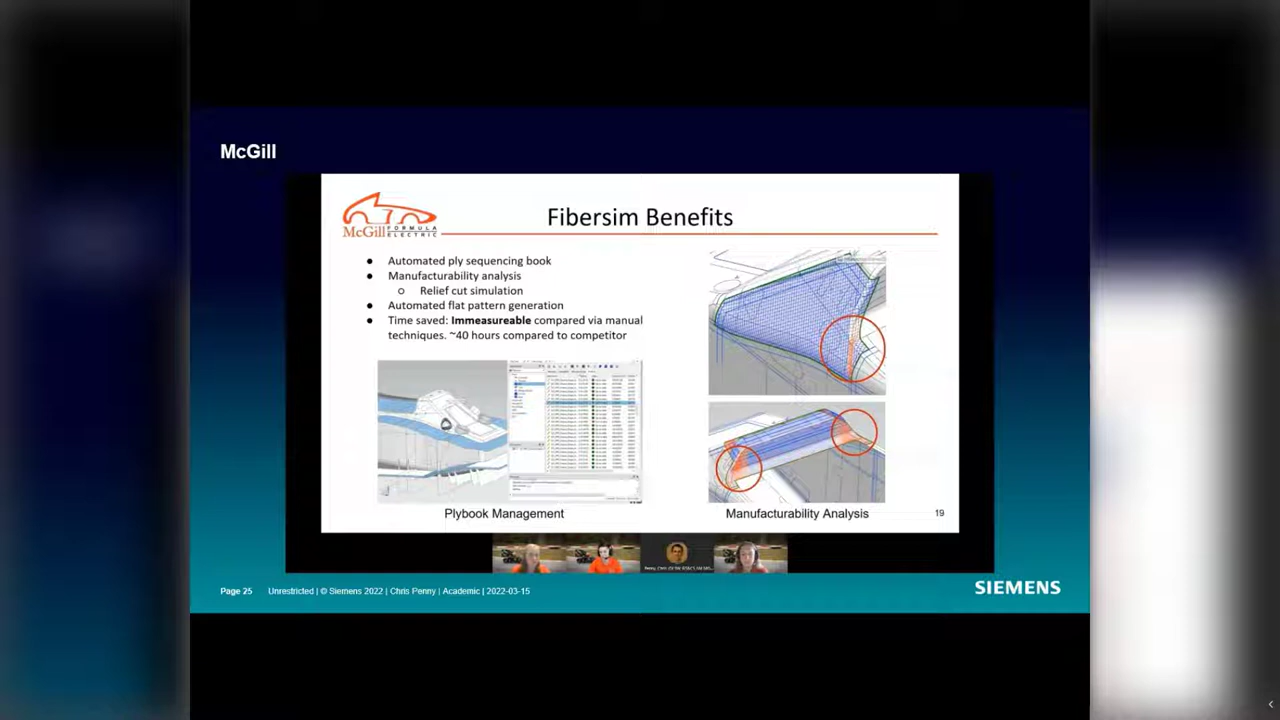 McGill
McGill FORMULA ELECTRIC
Fibersim Benefits
Automated ply sequencing book
Manufacturability analysis
Relief cut simulation
Automated flat pattern generation
Time saved: Immeasureable compared via manual
techniques. ~40 hours compared to competitor
Plybook Management
Manufacturability Analysis
19
Page 25
Unrestricted | © Siemens 2022 | Chris Penny | Academic | 2022-03-15
SIEMENS